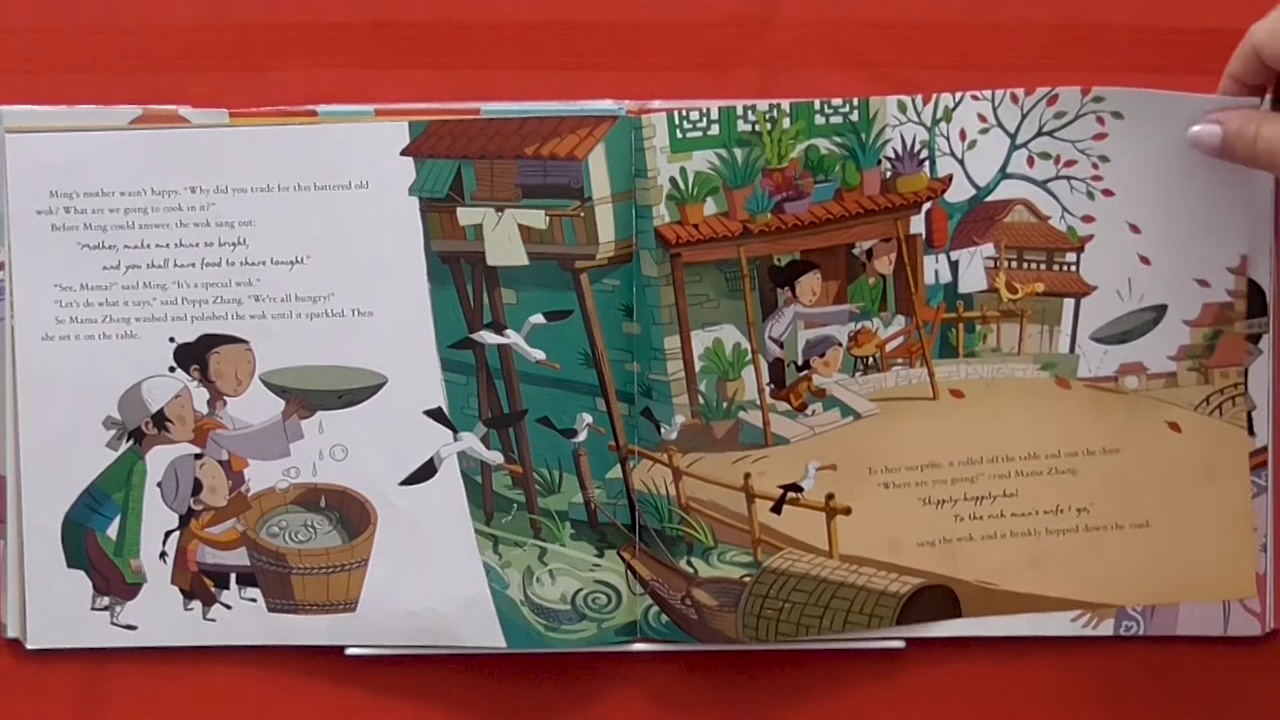 Ming's mother wasn't happy. "Why did you trade for this battered old
wok? What are we going to cook in it?"
Before Ming could answer, the wok sang out:
"Mother, make me shine so bright,
and you shall have food to share tonight."
"See, Mama?" said Ming. "It's a special wok."
"Let's do what it says," said Poppa Zhang. "We're all hungry!"
So Mama Zhang washed and polished the wok until it sparkled. Then
she set it on the table.
To their surprise, it rolled off the table and out the door.
"Where are you going?" cried Mama Zhang.
"Skippity-hoppity-ho!
To the rich man's wife I go,"
sang the wok, and it briskly hopped down the road.